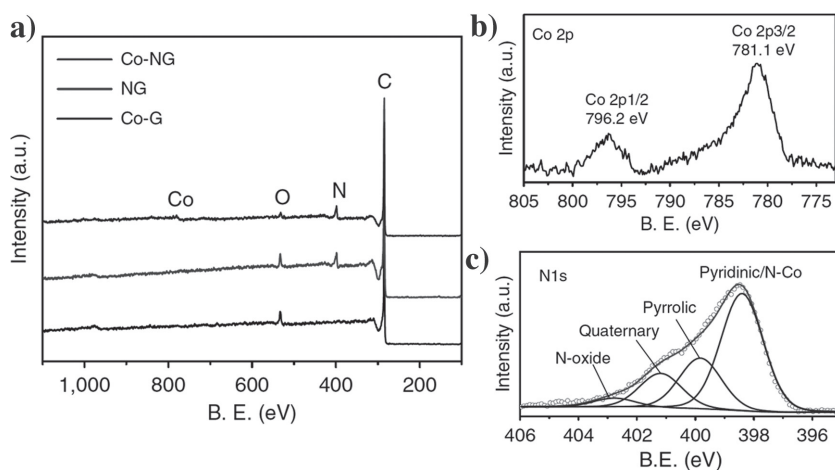 a)
Co-NG
NG
Co-G
C
Co
O
N
Intensity (a.u.)
1,000
800
600
400
200
B. E. (eV)
b)
Co 2p
Co 2p3/2
781.1 eV
Co 2p1/2
796.2 eV
Intensity (a.u.)
805
800
795
790
785
780
775
B. E. (eV)
c)
N1s
Pyridinic/N-Co
Pyrrolic
Quaternary
N-oxide
Intensity (a.u.)
406
404
402
400
398
396
B.E. (eV)